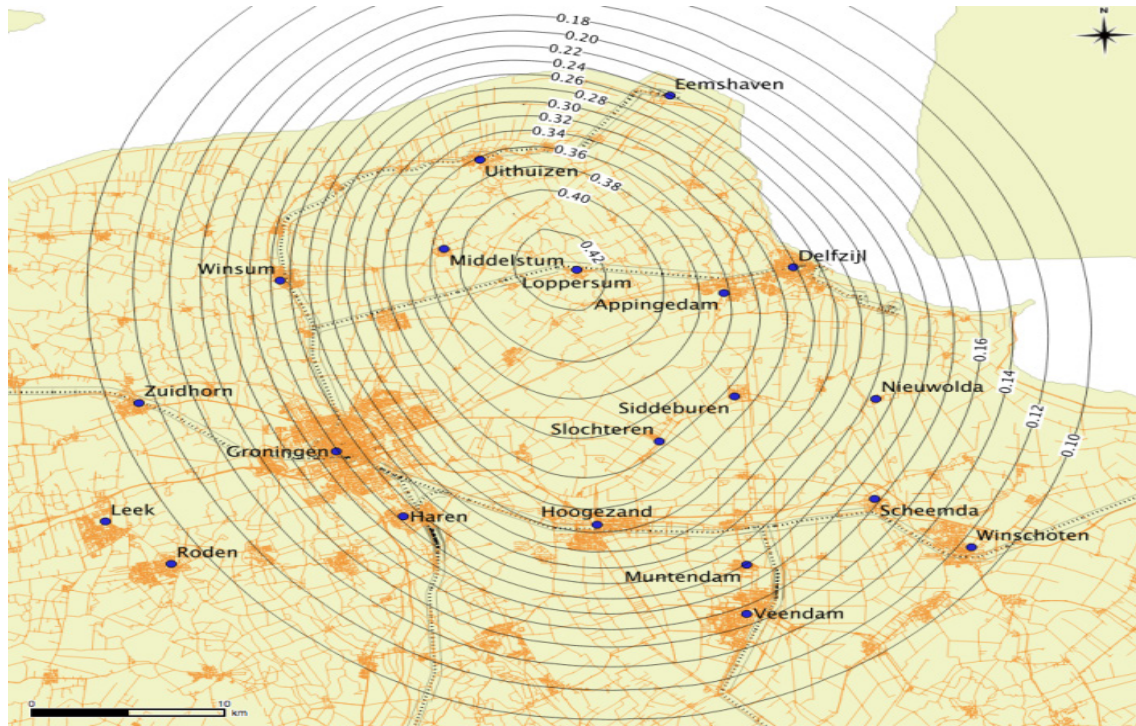 0.18
N
0.20
0.22
0.24
0.26
Eemshaven
0.28
0.30
0.32
0.34
0.36
Uithuizen
0.38
0.40
0.42
Middelstum
Delfzijl
Winsum
Loppersum
Appingedam
0.16
0.14
Zuidhorn
Nieuwolda
Siddeburen
0.12
Slochteren
0.10
Groningen
Leek
Haren
Hoogezand
Scheemda
Winschoten
Roden
Muntendam
Veendam
0
10
km